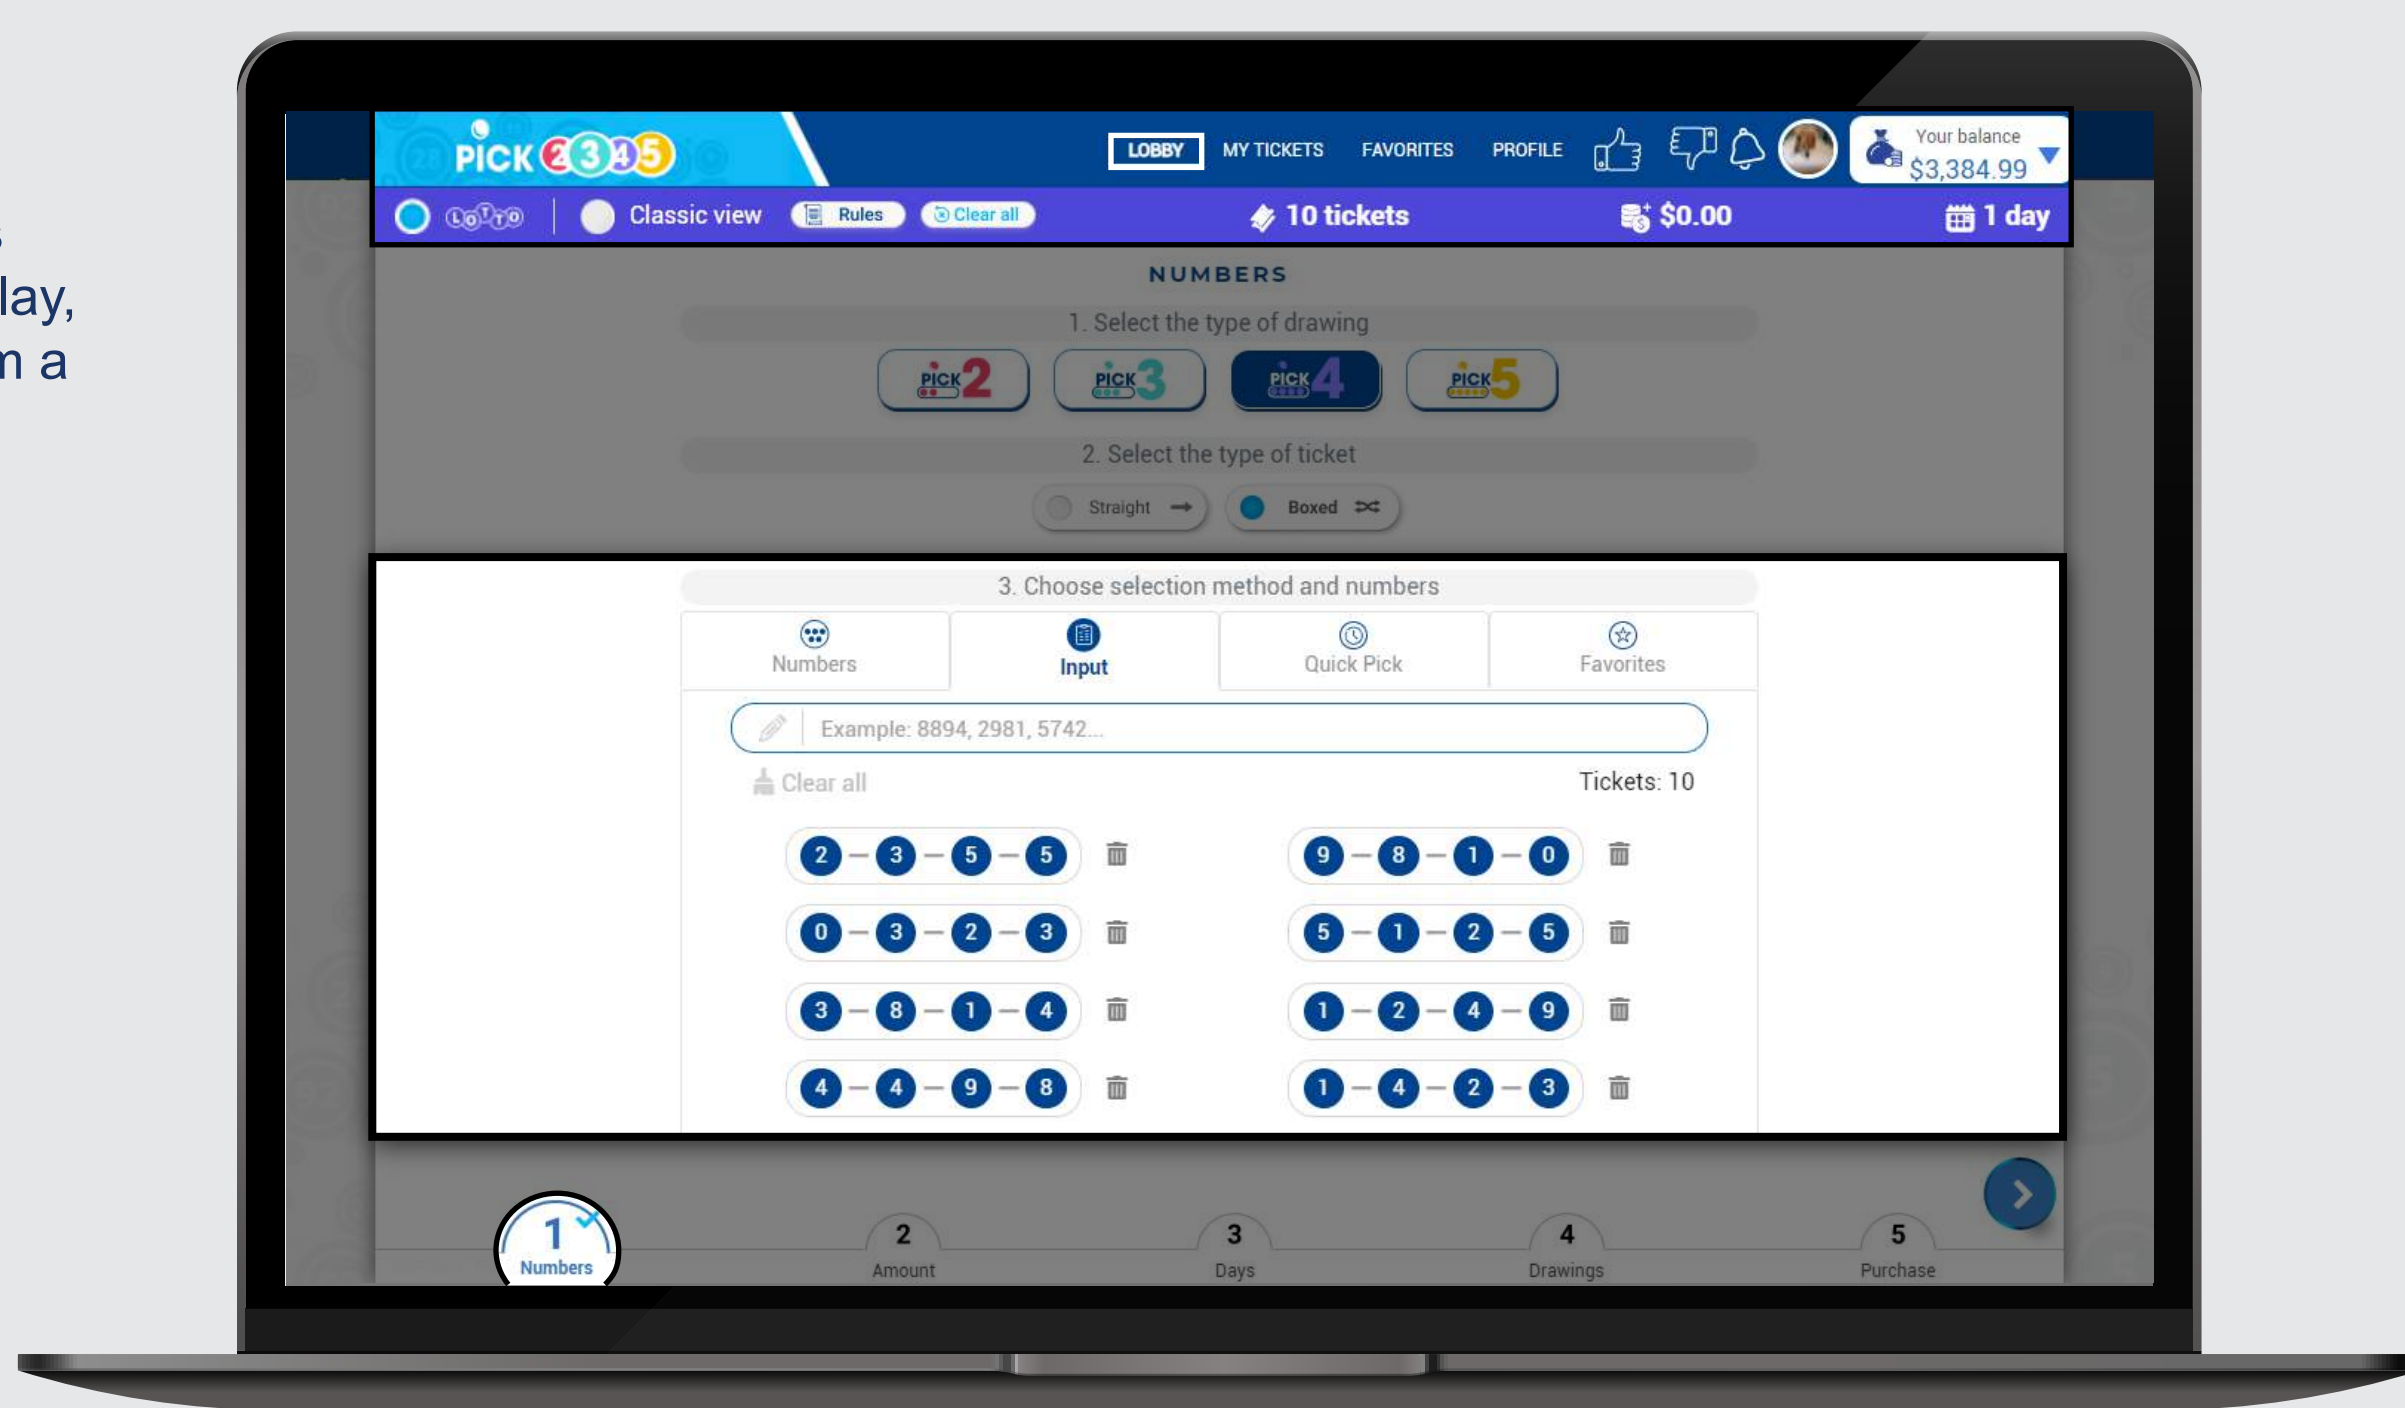 PICK 2345
LOBBY MY TICKETS FAVORITES PROFILE
Your balance
$3,384.99
LOTTO Classic view Rules Clear all 10 tickets $0.00 1 day
s
lay,
m a
NUMBERS
1. Select the type of drawing
PICK 2 PICK 3 PICK 4 PICK 5
2. Select the type of ticket
Straight Boxed
3. Choose selection method and numbers
Numbers Input Quick Pick Favorites
Example: 8894, 2981, 5742...
Clear all Tickets: 10
2 – 3 – 5 – 5 9 – 8 – 1 – 0
0 – 3 – 2 – 3 5 – 1 – 2 – 5
3 – 8 – 1 – 4 1 – 2 – 4 – 9
4 – 4 – 9 – 8 1 – 4 – 2 – 3
1 2 3 4 5
Numbers Amount Days Drawings Purchase